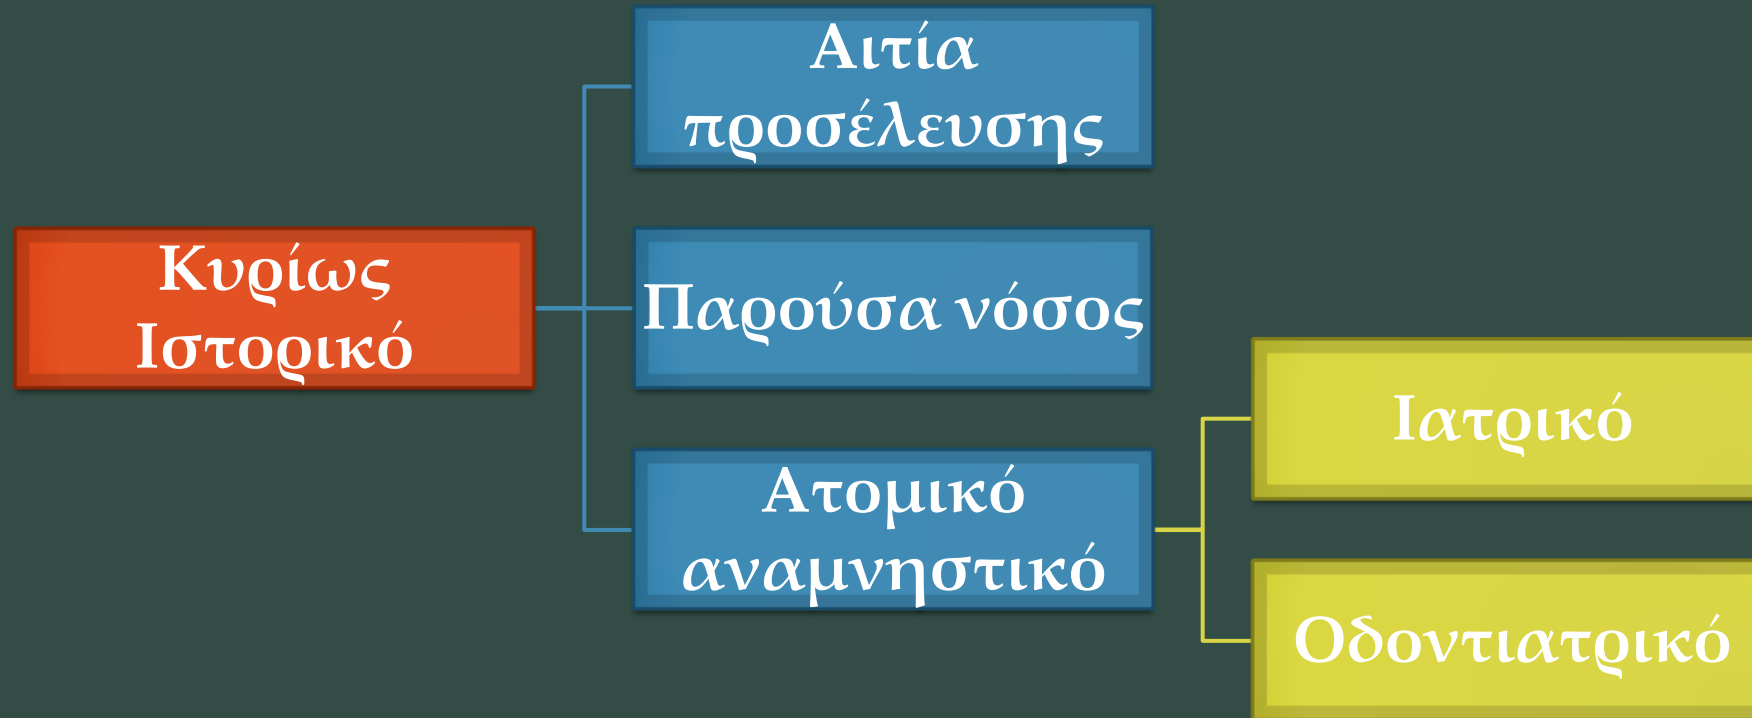 Αιτία
προσέλευσης
Κυρίως
Ιστορικό
Παρούσα νόσος
Ατομικό
αναμνηστικό
Ιατρικό
Οδοντιατρικό